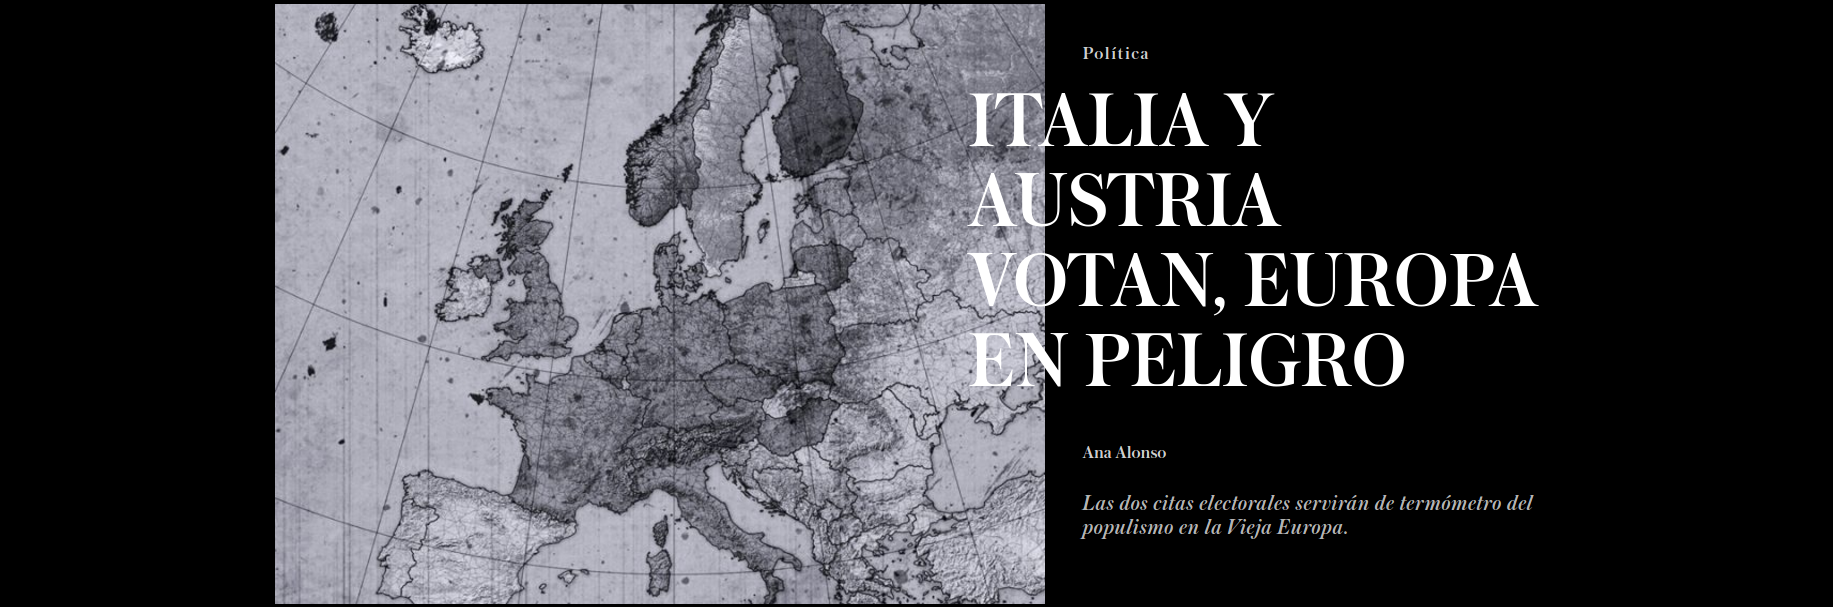 Política
ITALIA Y
AUSTRIA
VOTAN, EUROPA
EN PELIGRO
Ana Alonso
Las dos citas electorales servirán de termómetro del
populismo en la Vieja Europa.